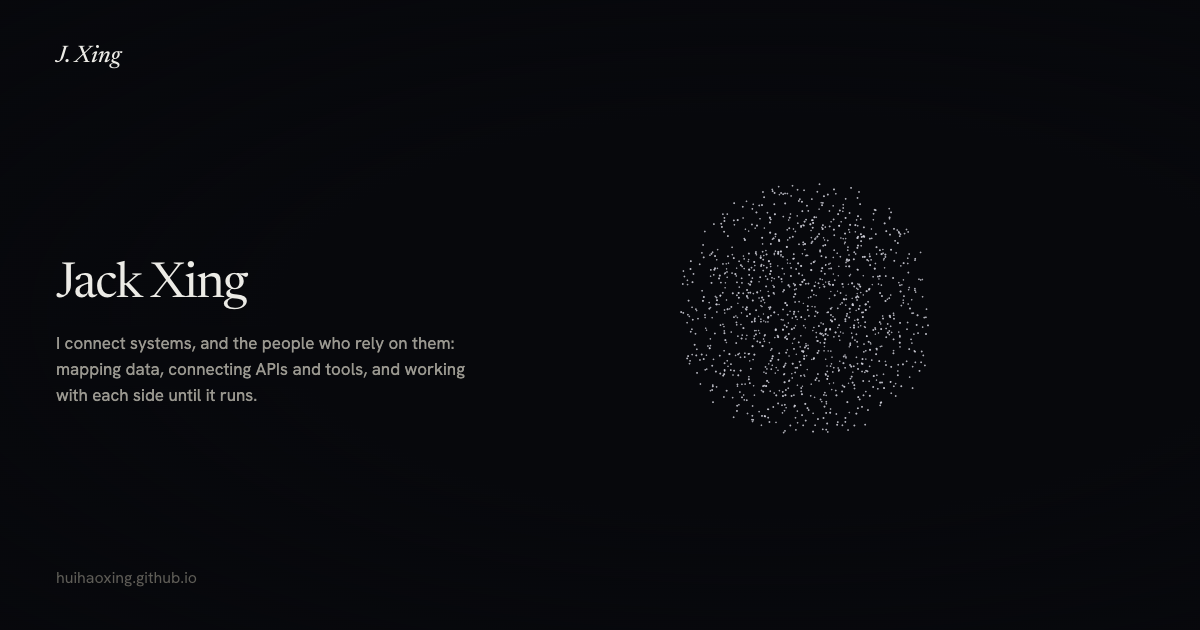 J. Xing
Jack Xing
I connect systems, and the people who rely on them:
mapping data, connecting APIs and tools, and working
with each side until it runs.
huihaoxing.github.io